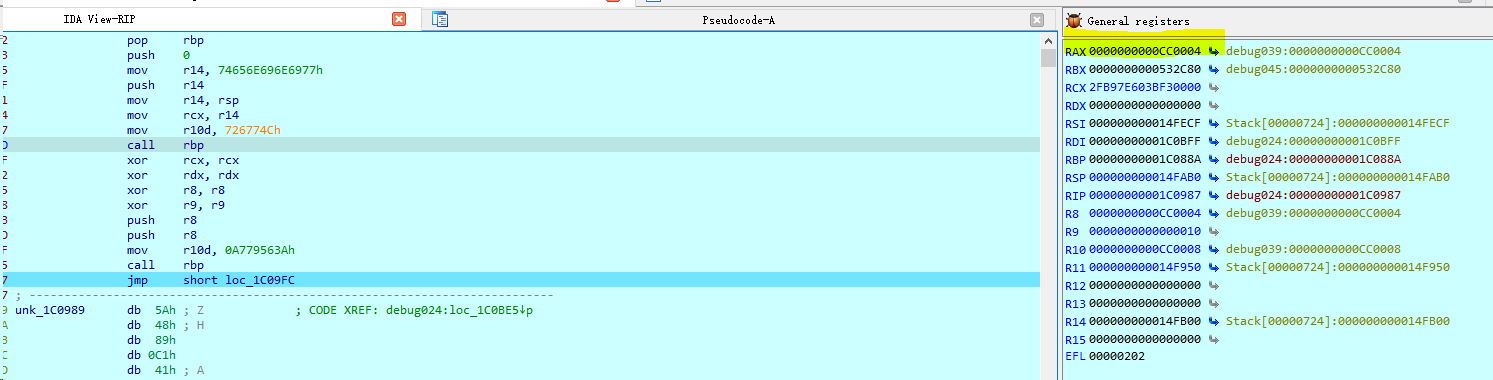 IDA View-RIP
Pseudocode-A
General registers
2 pop rbp
3 push 0
5 mov r14, 74656E696E6977h
F push r14
1 mov r14, rsp
4 mov rcx, r14
7 mov r10d, 726774Ch
D call rbp
F xor rcx, rcx
2 xor rdx, rdx
5 xor r8, r8
8 xor r9, r9
3 push r8
D push r8
F mov r10d, 0A779563Ah
5 call rbp
7 jmp short loc_1C09FC
7 ; ---------------------------------------------------------------------------
9 unk_1C0989 db 5Ah ; Z ; CODE XREF: debug024:loc_1C0BE5↓p
A db 48h ; H
B db 89h
C db 0C1h
D db 41h ; A
RAX 0000000000CC0004 debug039:0000000000CC0004
RBX 0000000000532C80 debug045:0000000000532C80
RCX 2FB97E603BF30000
RDX 0000000000000000
RSI 000000000014FECF Stack[00000724]:000000000014FECF
RDI 00000000001C0BFF debug024:00000000001C0BFF
RBP 00000000001C088A debug024:00000000001C088A
RSP 000000000014FAB0 Stack[00000724]:000000000014FAB0
RIP 00000000001C0987 debug024:00000000001C0987
R8 0000000000CC0004 debug039:0000000000CC0004
R9 0000000000000010
R10 0000000000CC0008 debug039:0000000000CC0008
R11 000000000014F950 Stack[00000724]:000000000014F950
R12 0000000000000000
R13 0000000000000000
R14 000000000014FB00 Stack[00000724]:000000000014FB00
R15 0000000000000000
EFL 00000202